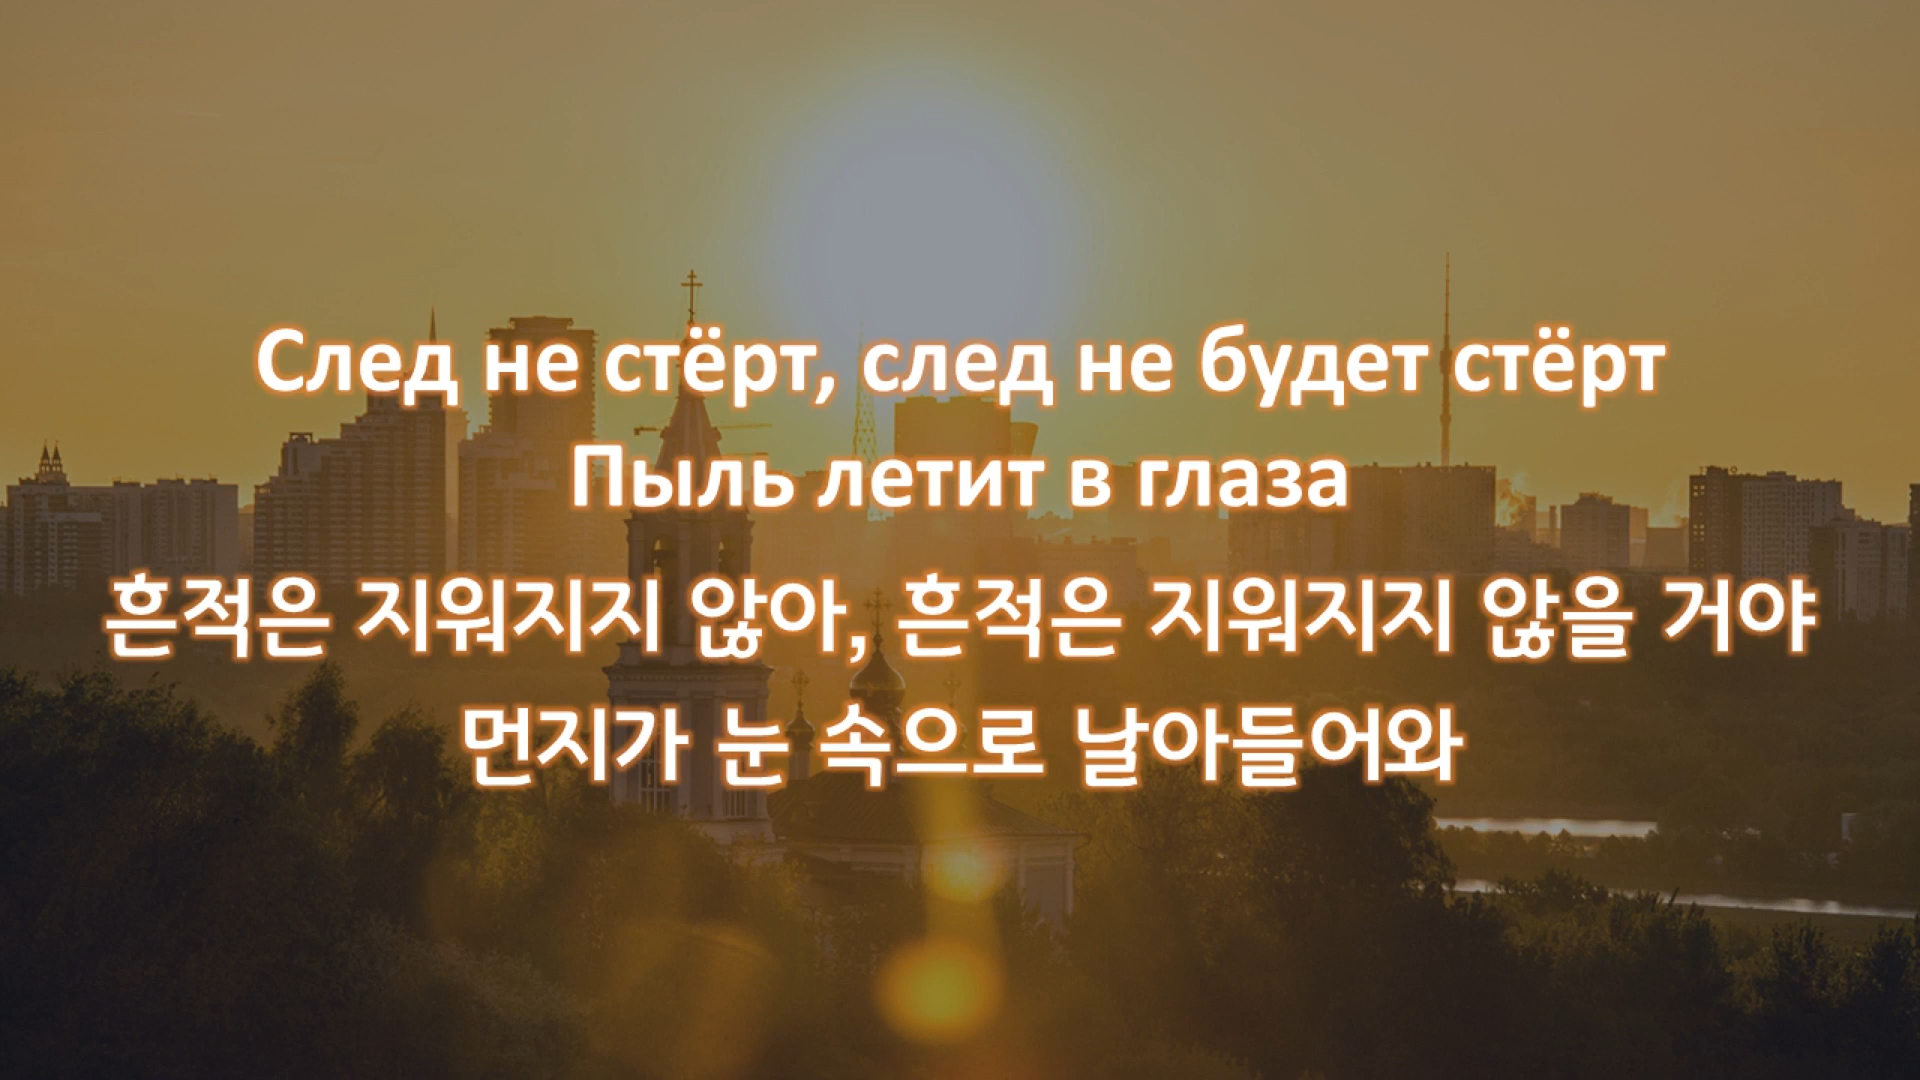 След не стёрт, след не будет стёрт
Пыль летит в глаза
흔적은 지워지지 않아, 흔적은 지워지지 않을 거야
먼지가 눈 속으로 날아들어와